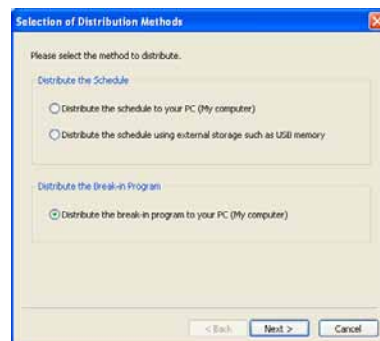 Selection of Distribution Methods
Please select the method to distribute.
Distribute the Schedule
Distribute the schedule to your PC (My computer)
Distribute the schedule using external storage such as USB memory
Distribute the Break-in Program
Distribute the break-in program to your PC (My computer)
< Back Next > Cancel